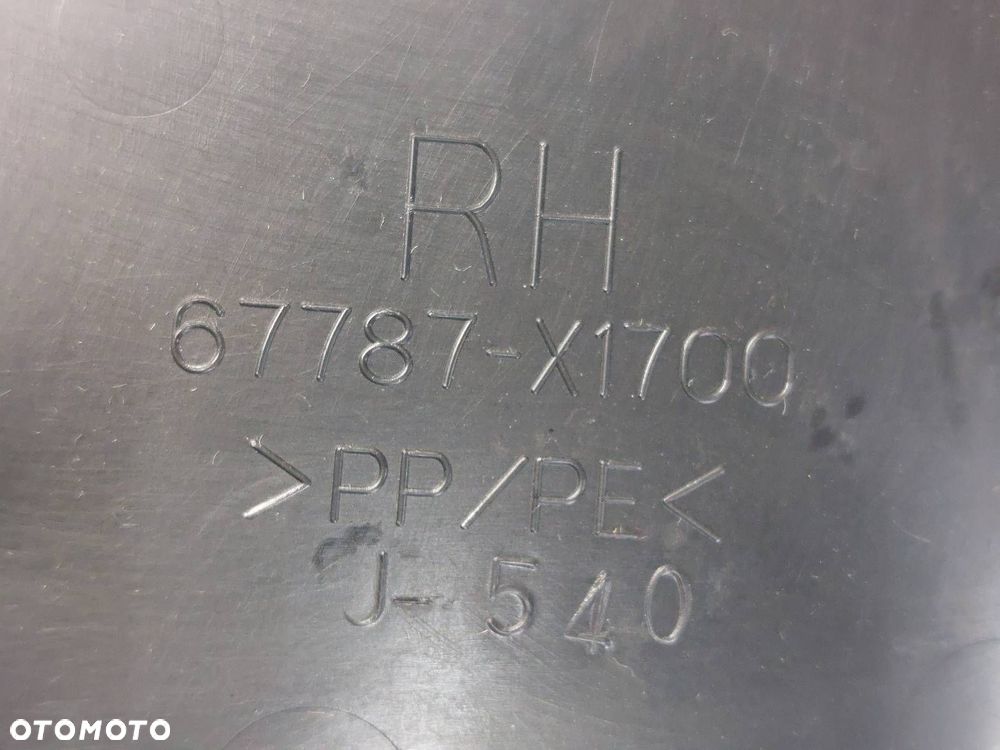 RH
67787-X1700
>PP/PE<
J-540
OTOMOTO